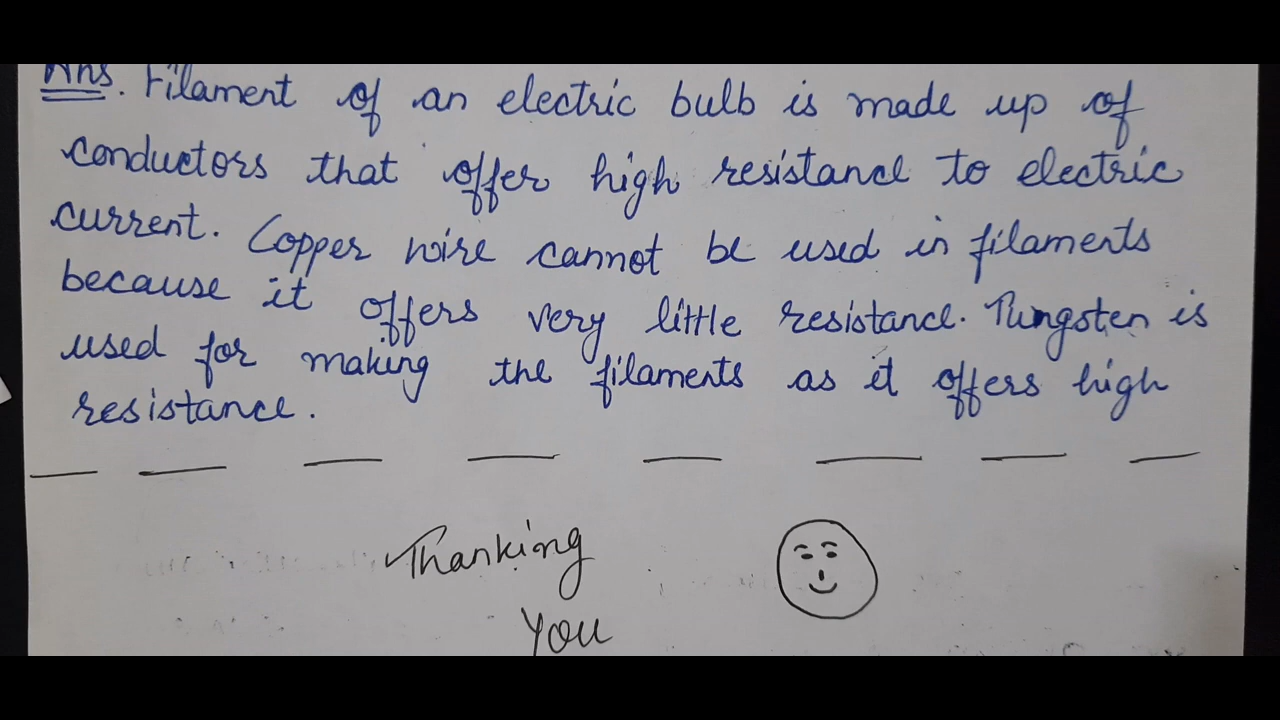 Ans. Filament of an electric bulb is made up of
conductors that offer high resistance to electric
current. Copper wire cannot be used in filaments
because it offers very little resistance. Tungsten is
used for making the filaments as it offers high
resistance.
Thanking
You